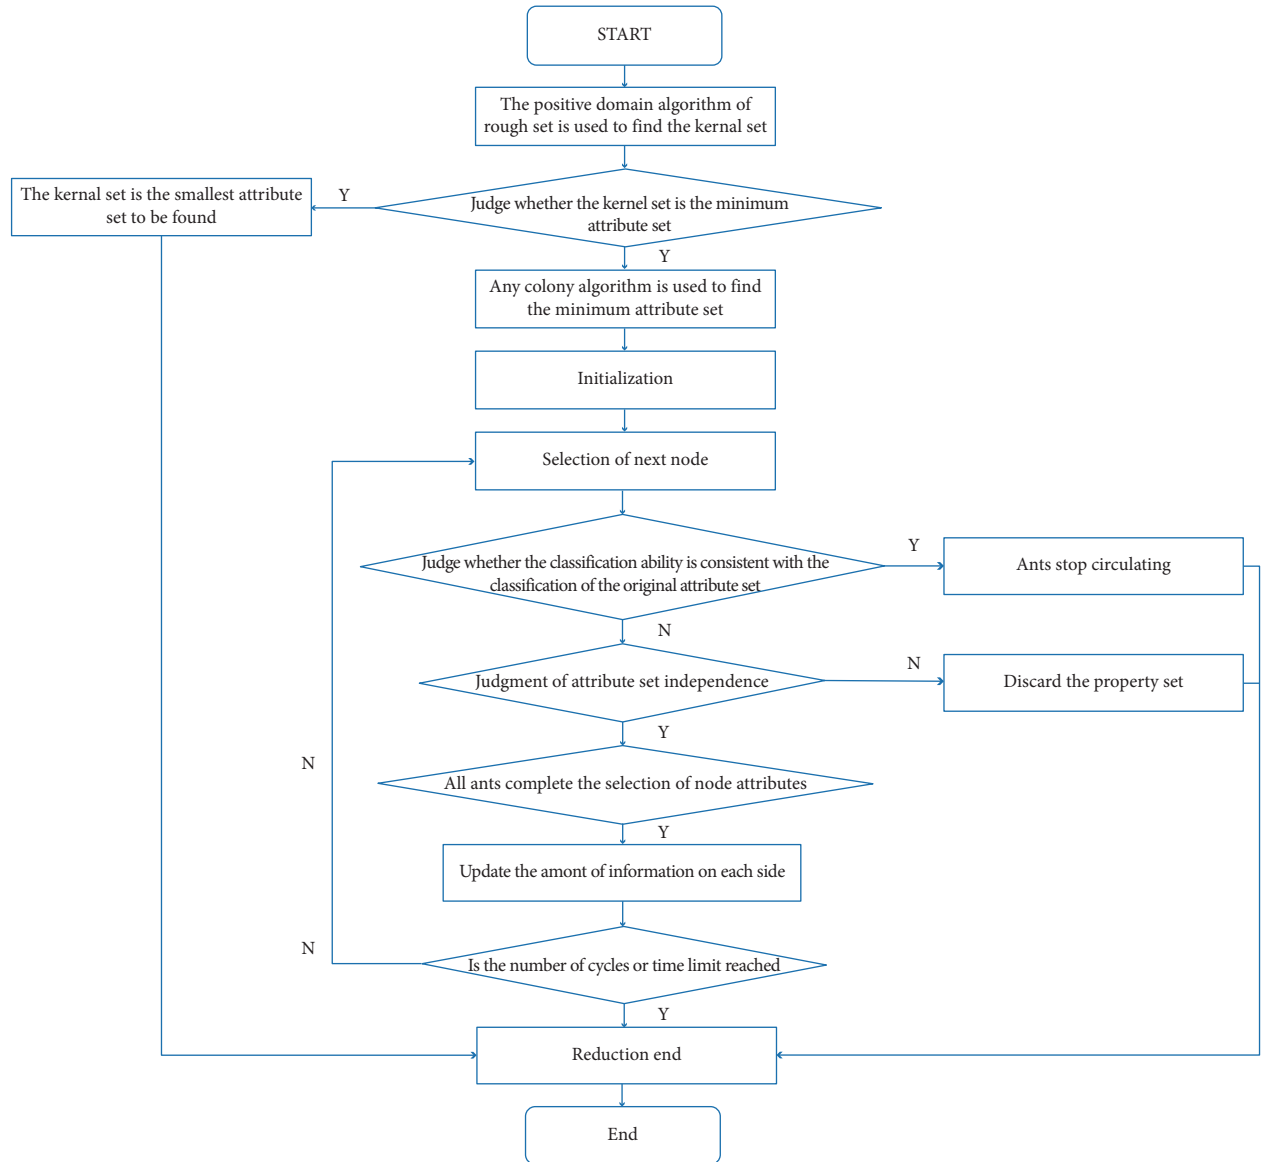 START
The positive domain algorithm of
rough set is used to find the kernal set
The kernal set is the smallest attribute
set to be found
Y
Judge whether the kernel set is the minimum
attribute set
Y
Any colony algorithm is used to find
the minimum attribute set
Initialization
Selection of next node
Judge whether the classification ability is consistent with the
classification of the original attribute set
Y
Ants stop circulating
N
Judgment of attribute set independence
N
Discard the property set
Y
N
All ants complete the selection of node attributes
Y
Update the amont of information on each side
N
Is the number of cycles or time limit reached
Y
Reduction end
End